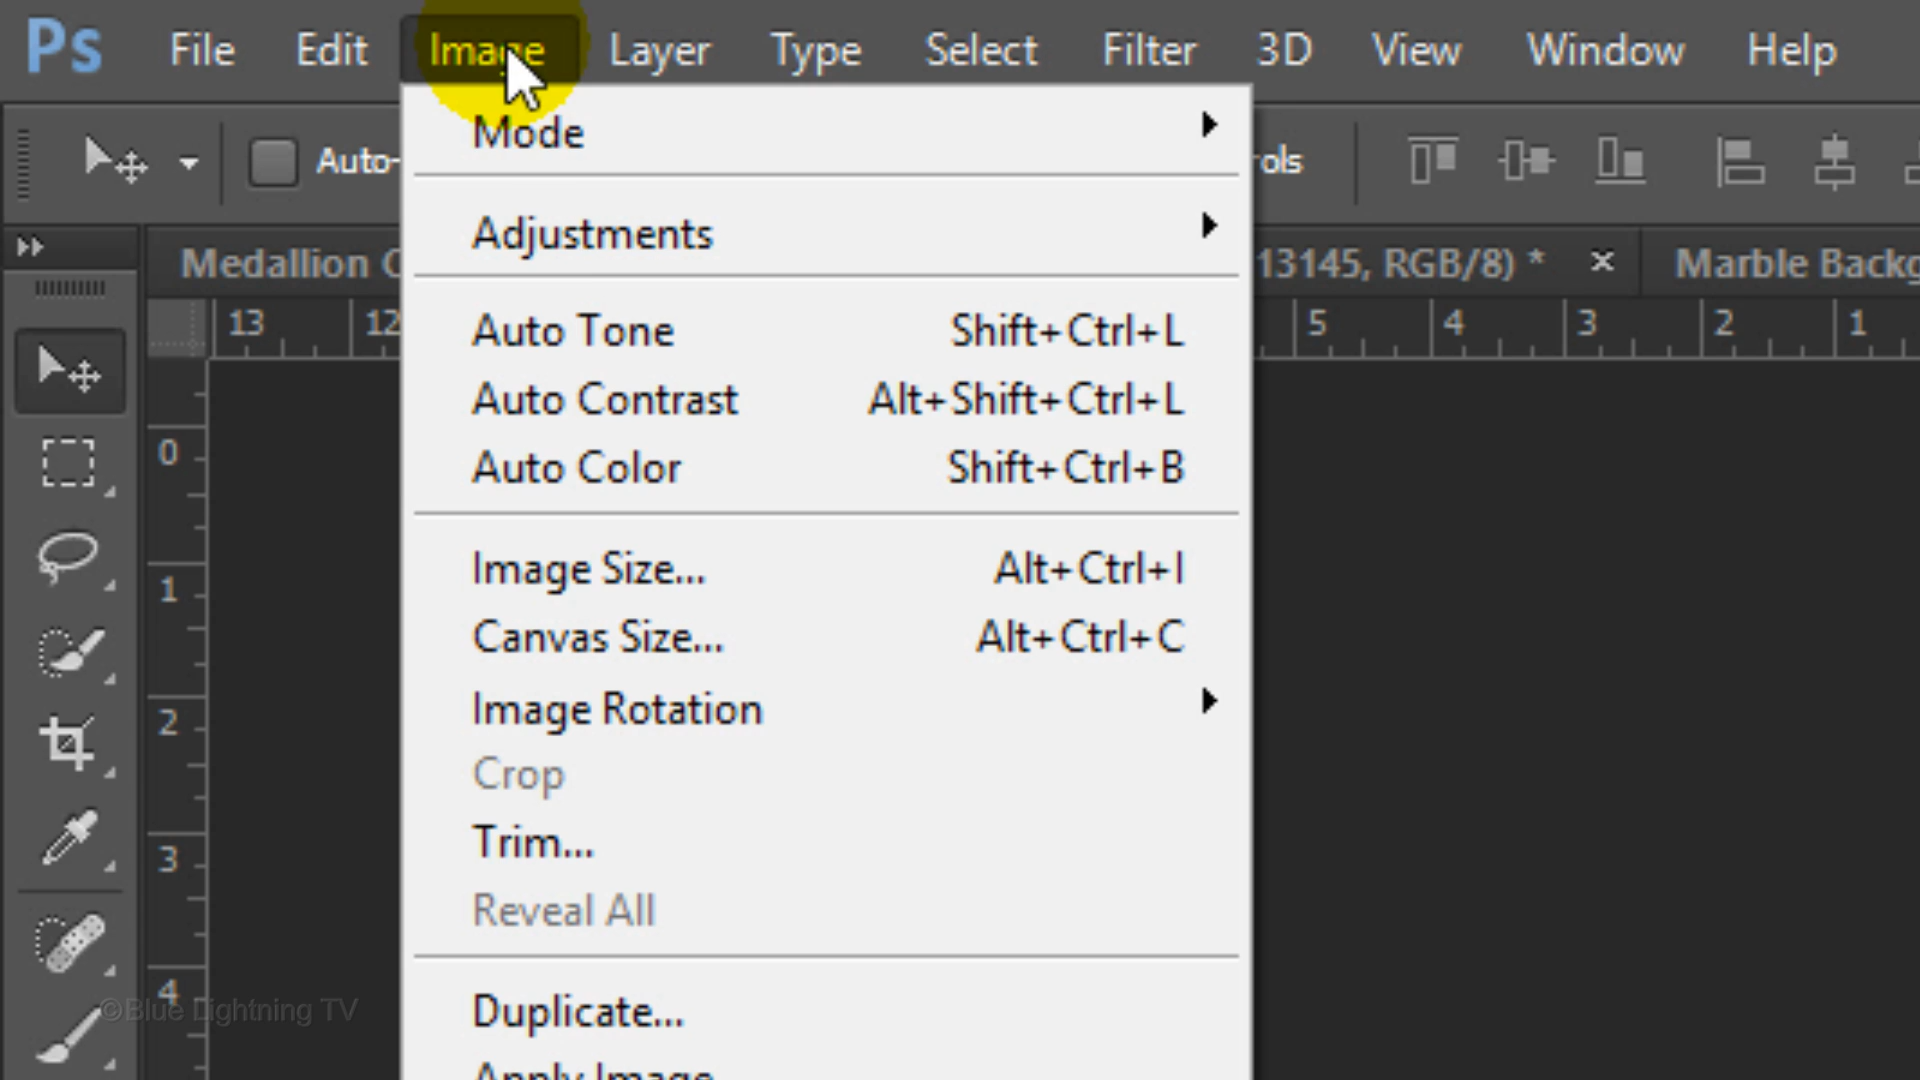 Ps File Edit Image Layer Type Select Filter 3D View Window Help
Mode
Auto-
Adjustments
Medallion
13145, RGB/8) *
Marble Backg
13 12 5 4 3 2 1
Auto Tone Shift+Ctrl+L
Auto Contrast Alt+Shift+Ctrl+L
Auto Color Shift+Ctrl+B
0
Image Size... Alt+Ctrl+I
1
Canvas Size... Alt+Ctrl+C
Image Rotation
2
Crop
Trim...
3
Reveal All
4
Duplicate...
©Blue Lightning TV
Apply Image